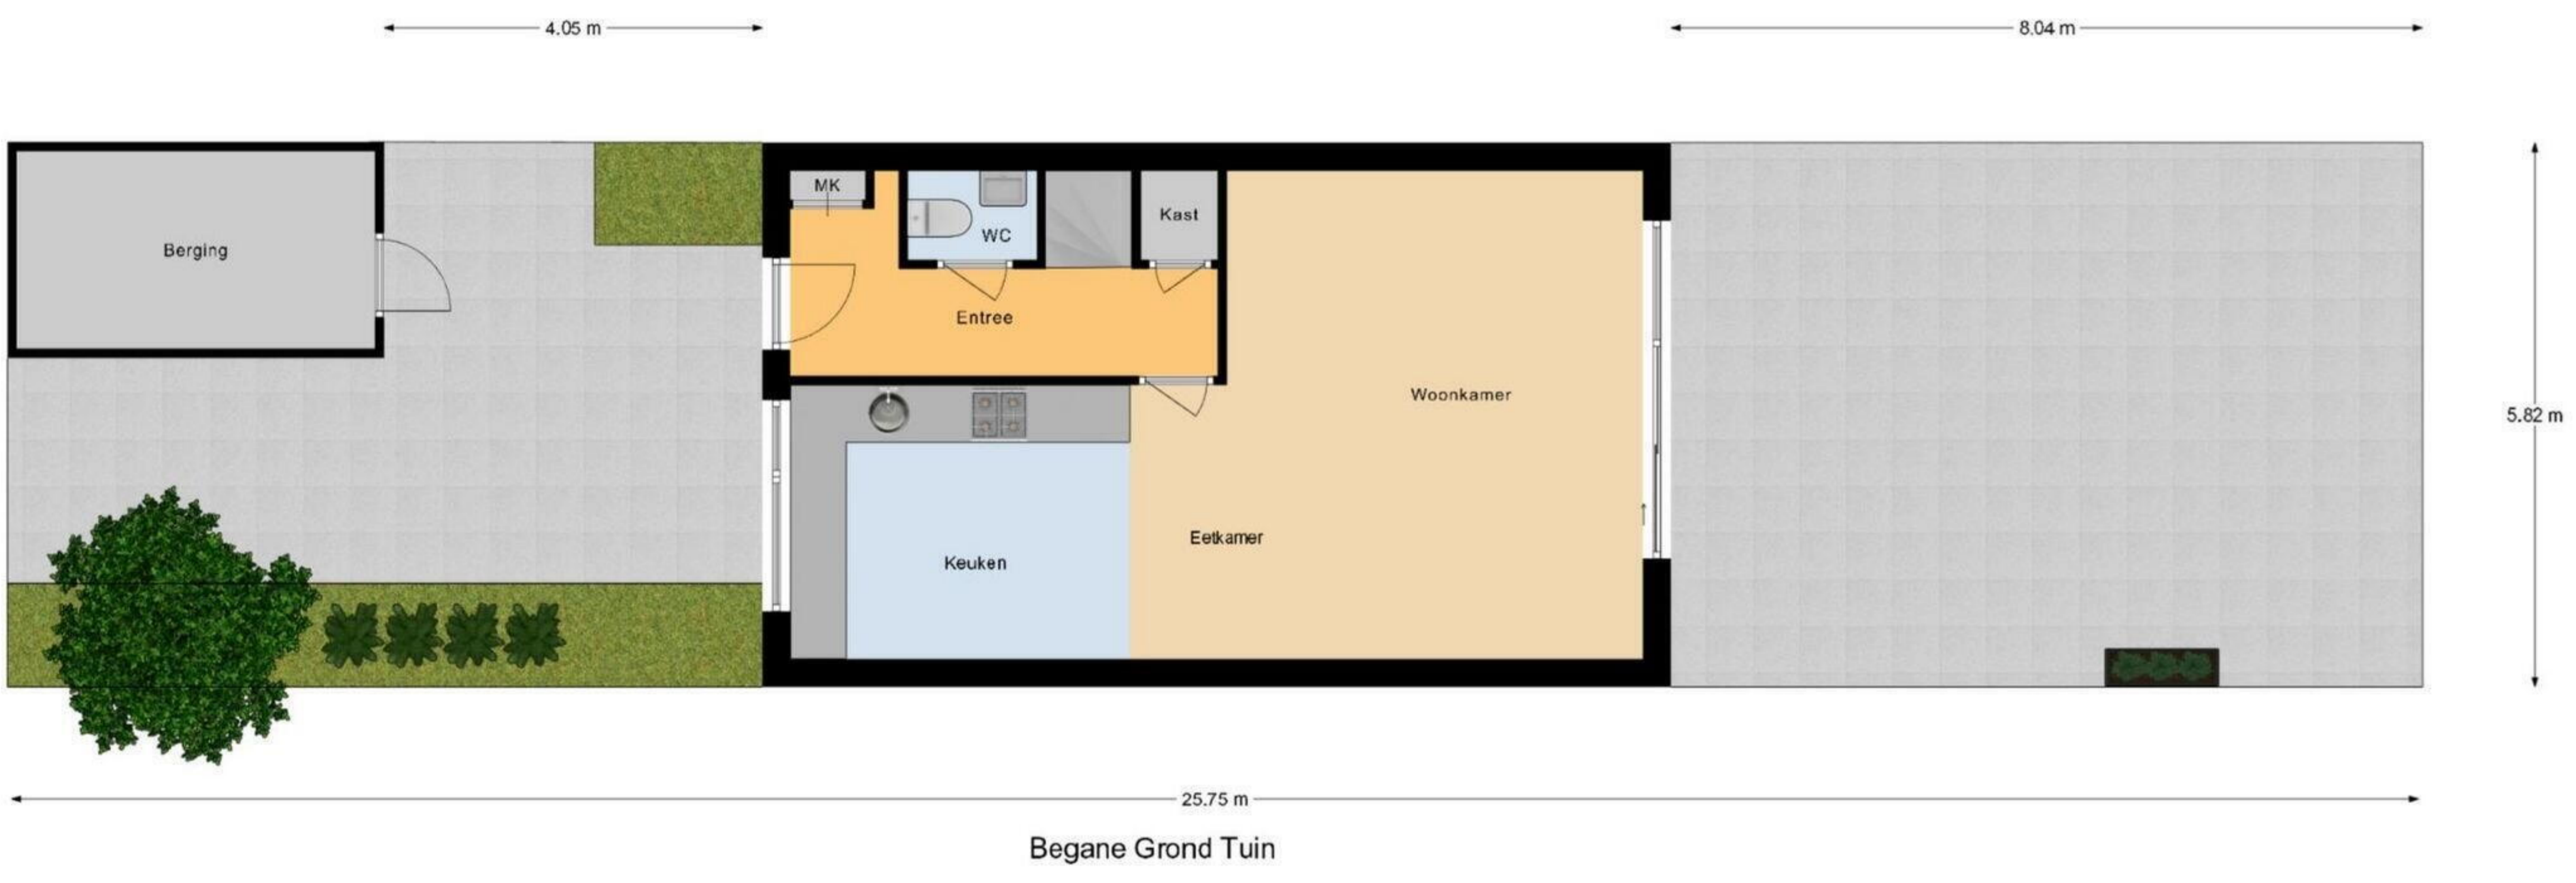 4.05 m
8.04 m
MK
Kast
WC
Berging
Entree
Woonkamer
5.82 m
Eetkamer
Keuken
25.75 m
Begane Grond Tuin